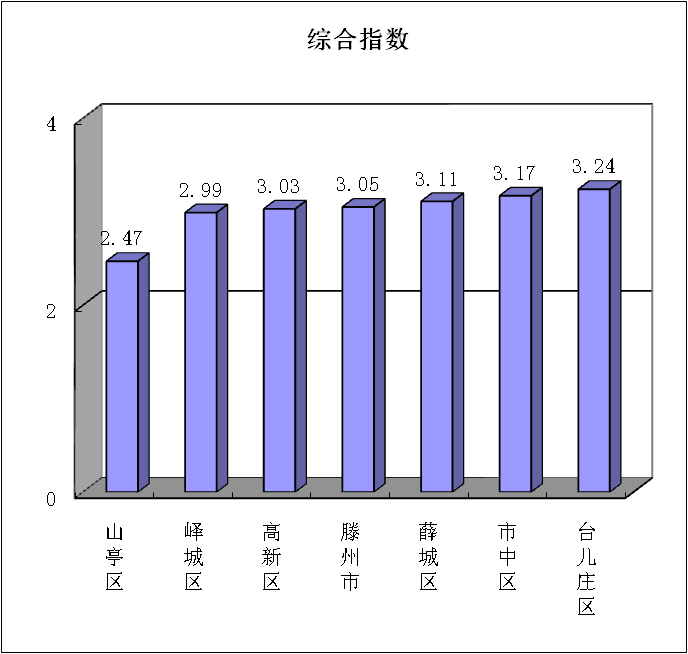 综合指数
4
2
0
2.47
2.99
3.03
3.05
3.11
3.17
3.24
山亭区
峄城区
高新区
滕州市
薛城区
市中区
台儿庄区